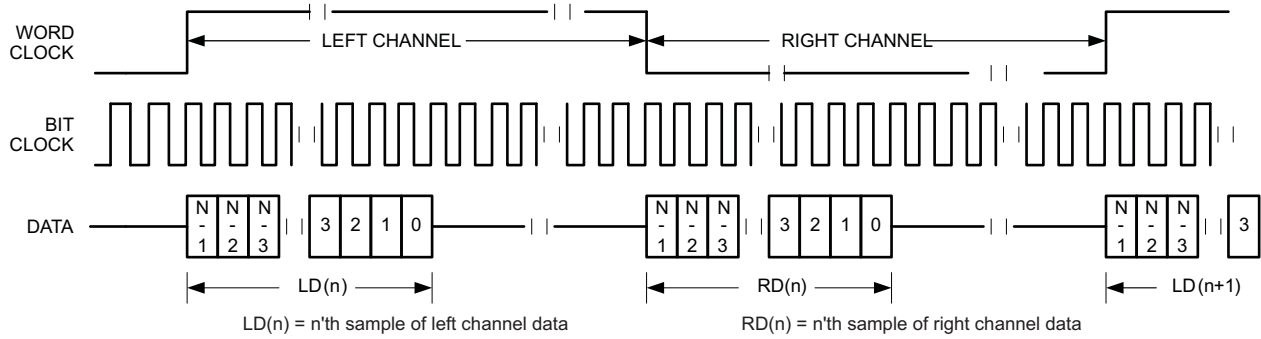 WORD
CLOCK
LEFT CHANNEL
RIGHT CHANNEL
BIT
CLOCK
DATA
N-1 N-2 N-3 3 2 1 0 N-1 N-2 N-3 3 2 1 0 N-1 N-2 N-3 3
LD(n)
RD(n)
LD(n+1)
LD(n) = n'th sample of left channel data
RD(n) = n'th sample of right channel data